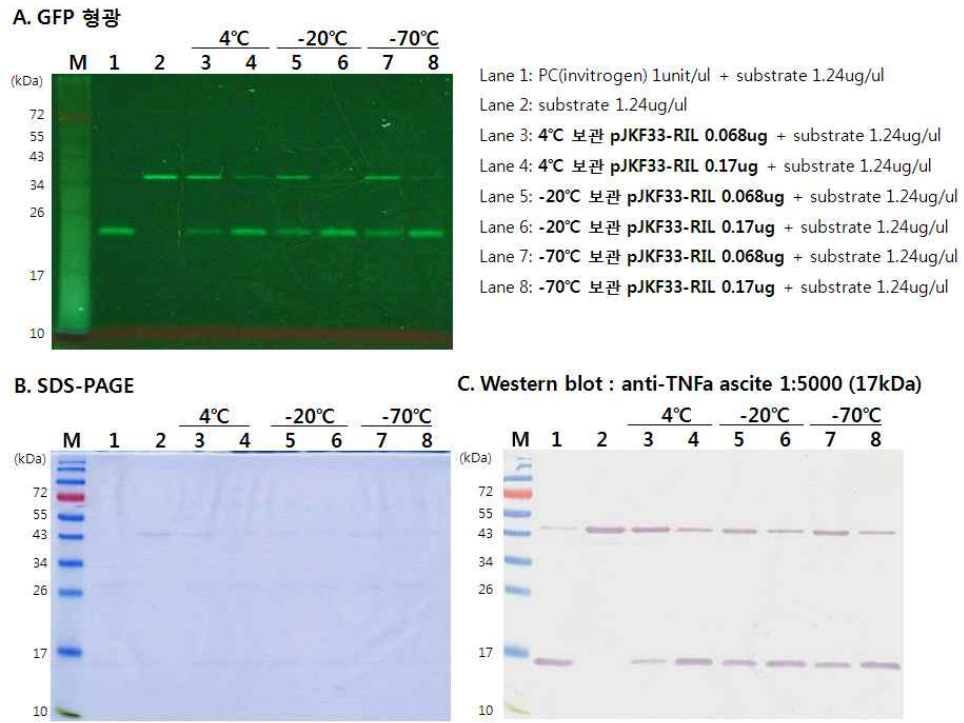 A. GFP 형광
4℃ -20℃ -70℃
M 1 2 3 4 5 6 7 8
(kDa)
72
55
43
34
26
17
10
Lane 1: PC(invitrogen) 1unit/ul + substrate 1.24ug/ul
Lane 2: substrate 1.24ug/ul
Lane 3: 4℃ 보관 pJKF33-RIL 0.068ug + substrate 1.24ug/ul
Lane 4: 4℃ 보관 pJKF33-RIL 0.17ug + substrate 1.24ug/ul
Lane 5: -20℃ 보관 pJKF33-RIL 0.068ug + substrate 1.24ug/ul
Lane 6: -20℃ 보관 pJKF33-RIL 0.17ug + substrate 1.24ug/ul
Lane 7: -70℃ 보관 pJKF33-RIL 0.068ug + substrate 1.24ug/ul
Lane 8: -70℃ 보관 pJKF33-RIL 0.17ug + substrate 1.24ug/ul
B. SDS-PAGE
4℃ -20℃ -70℃
M 1 2 3 4 5 6 7 8
(kDa)
72
55
43
34
26
17
10
C. Western blot : anti-TNFa ascite 1:5000 (17kDa)
4℃ -20℃ -70℃
M 1 2 3 4 5 6 7 8
(kDa)
72
55
43
34
26
17
10